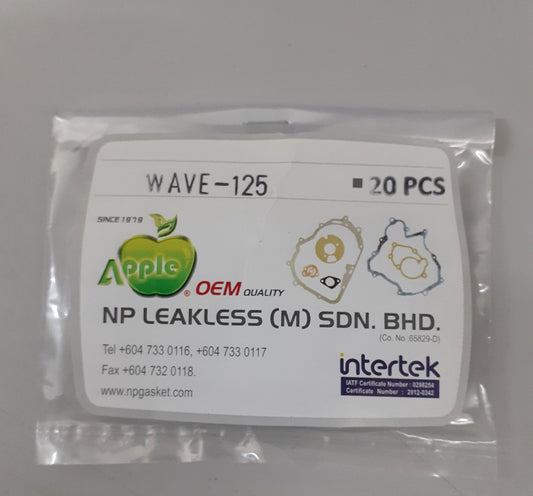 WAVE-125 ■ 20 PCS
SINCE 1979
Apple ® OEM QUALITY
NP LEAKLESS (M) SDN. BHD.
(Co. No.:65829-D)
Tel +604 733 0116, +604 733 0117
Fax +604 732 0118.
www.npgasket.com
intertek
IATF Certificate Number : 0298254
Certificate Number : 2012-0342